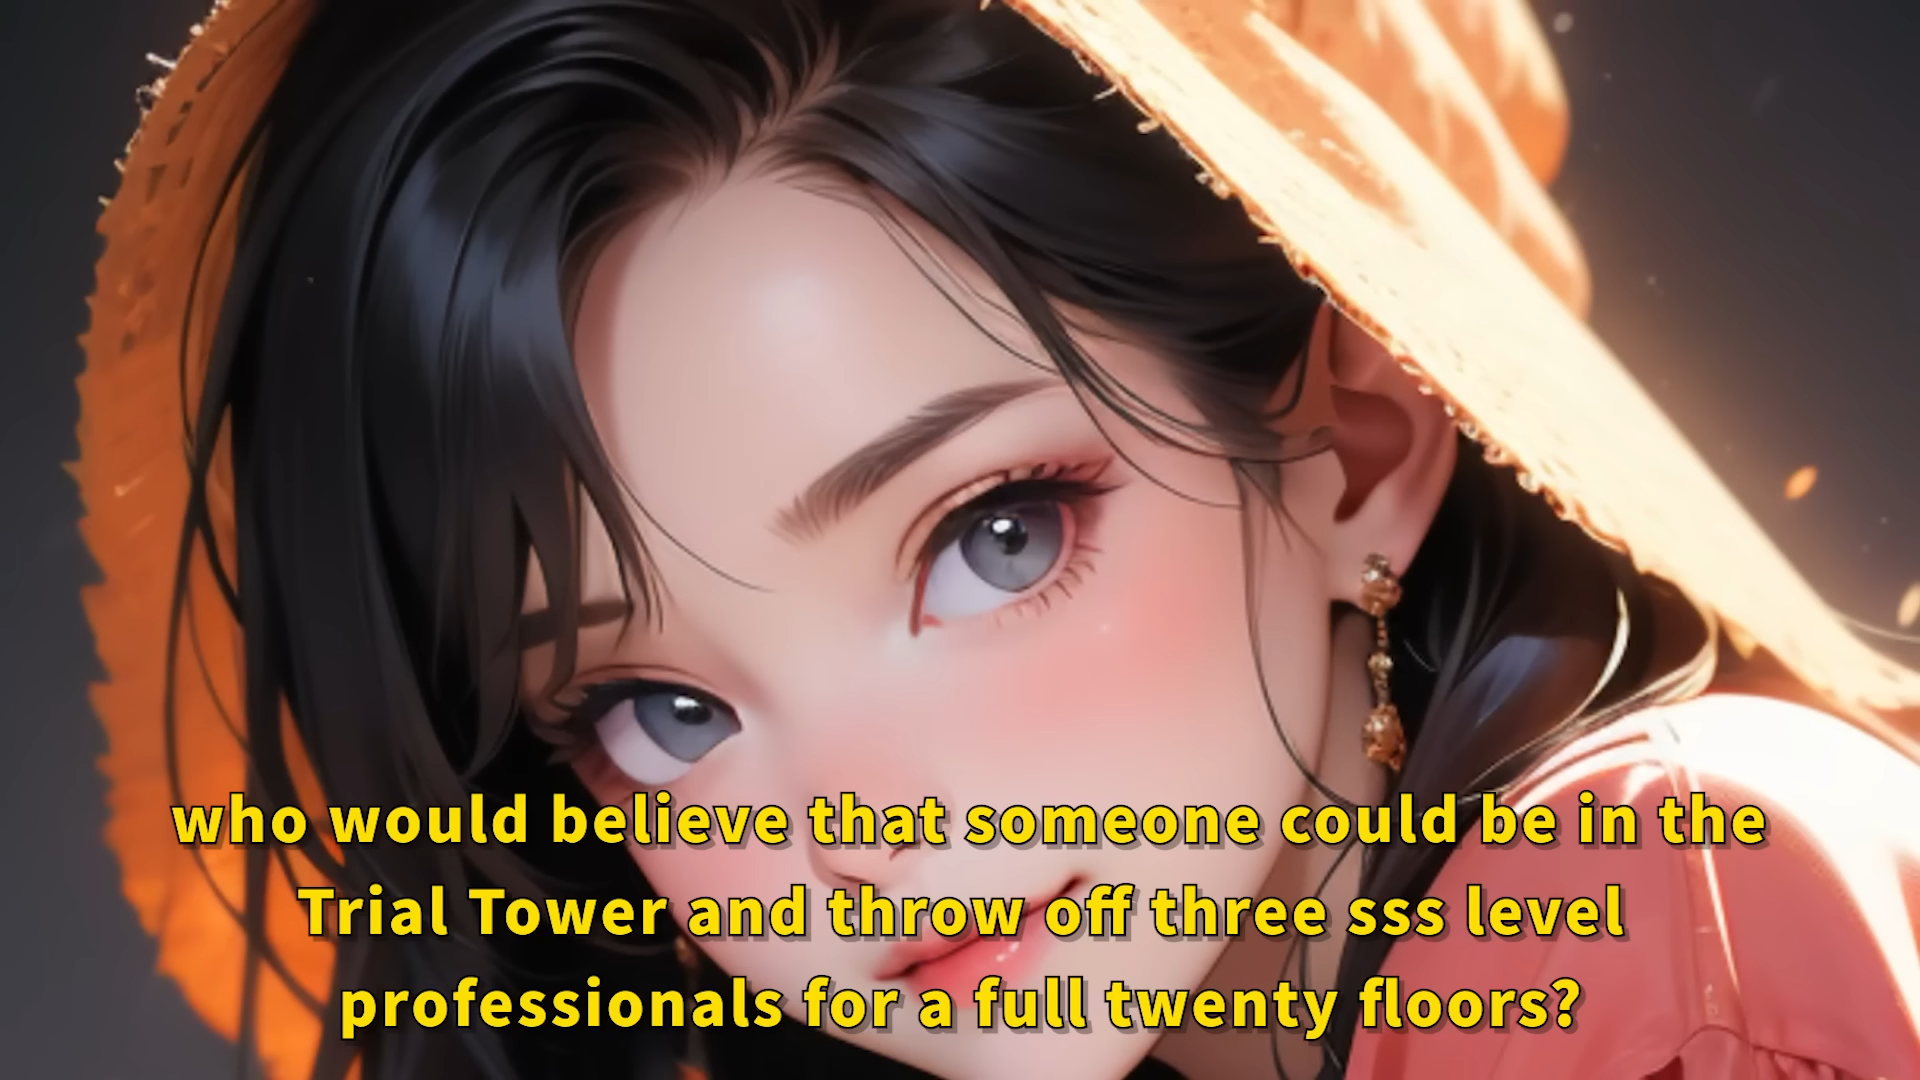 who would believe that someone could be in the
Trial Tower and throw off three sss level
professionals for a full twenty floors?